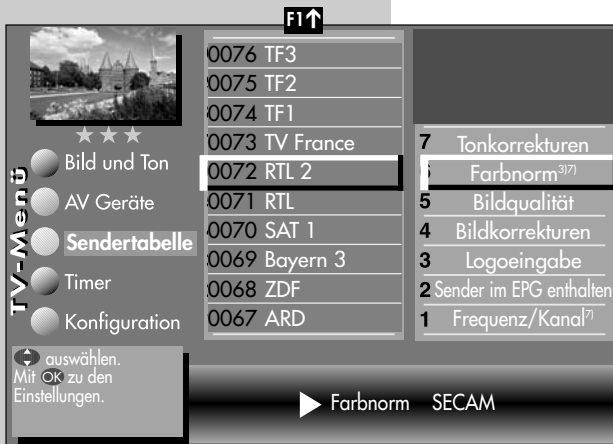 F1↑
TV-Menü
Bild und Ton
AV Geräte
Sendertabelle
Timer
Konfiguration
auswählen.
Mit OK zu den
Einstellungen.
0076 TF3
0075 TF2
0074 TF1
0073 TV France
0072 RTL 2
0071 RTL
0070 SAT 1
0069 Bayern 3
0068 ZDF
0067 ARD
7 Tonkorrekturen
6 Farbnorm3)7)
5 Bildqualität
4 Bildkorrekturen
3 Logoeingabe
2 Sender im EPG enthalten
1 Frequenz/Kanal7)
Farbnorm SECAM